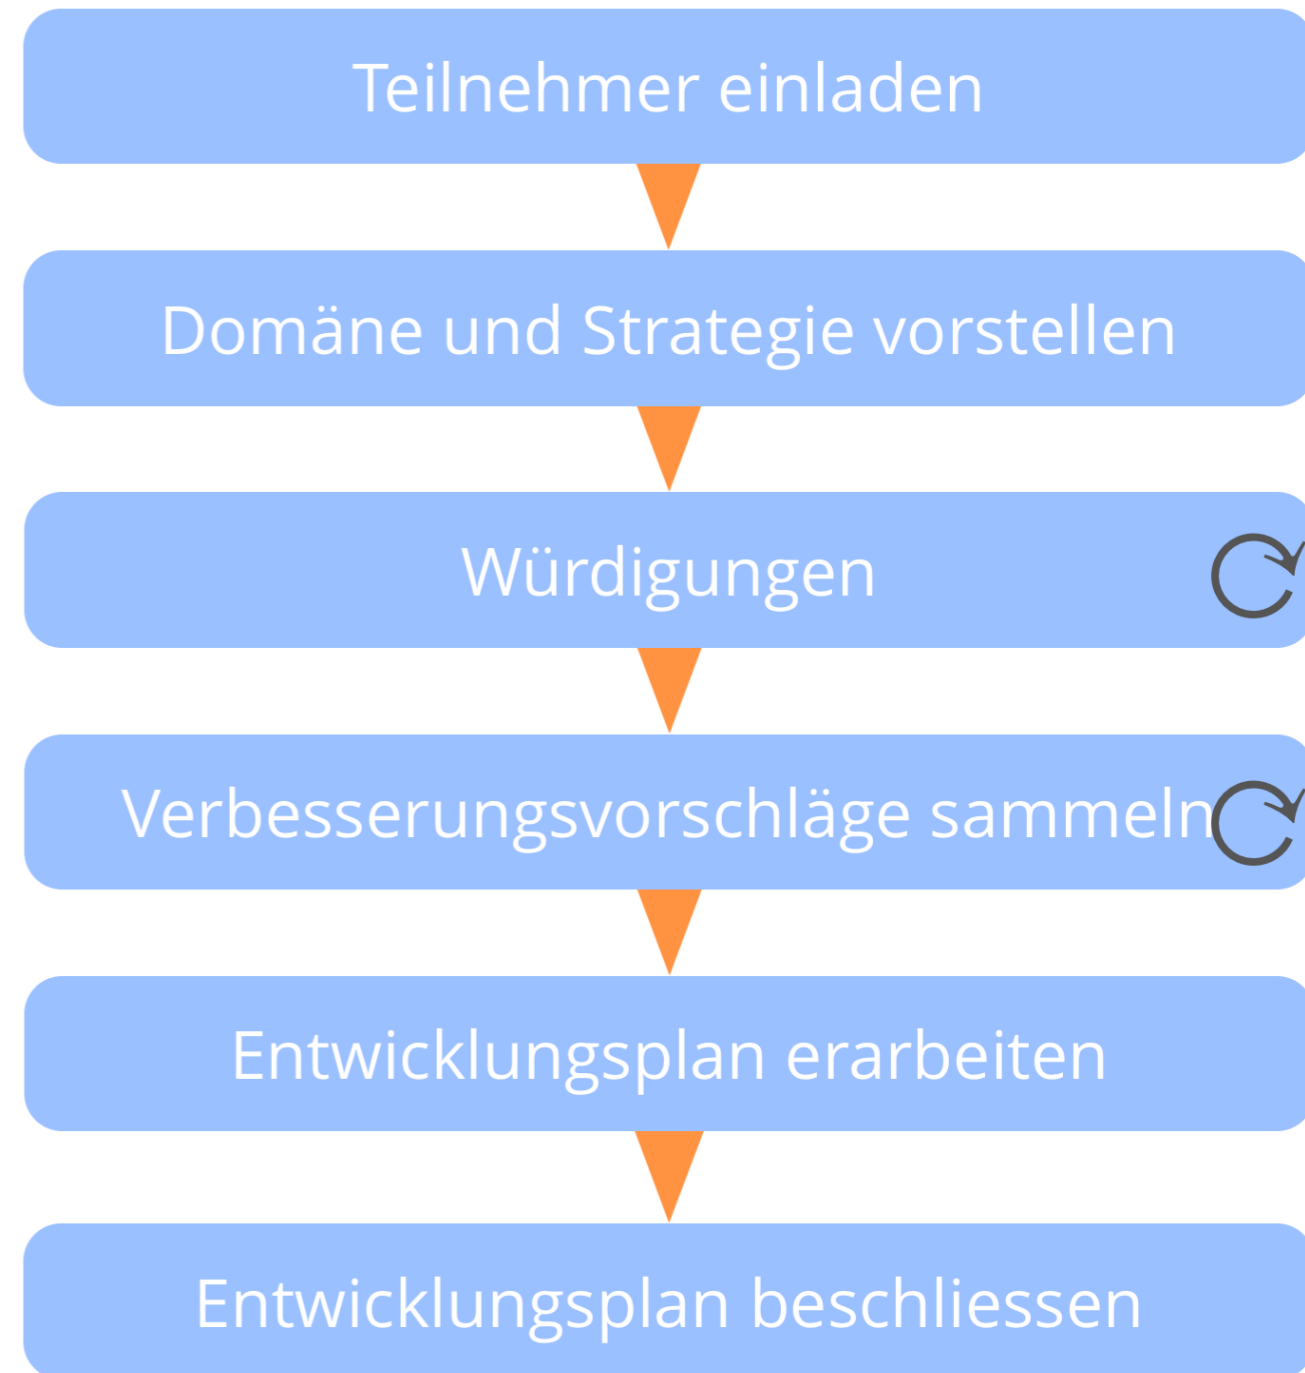 Teilnehmer einladen
Domäne und Strategie vorstellen
Würdigungen
Verbesserungsvorschläge sammeln
Entwicklungsplan erarbeiten
Entwicklungsplan beschliessen